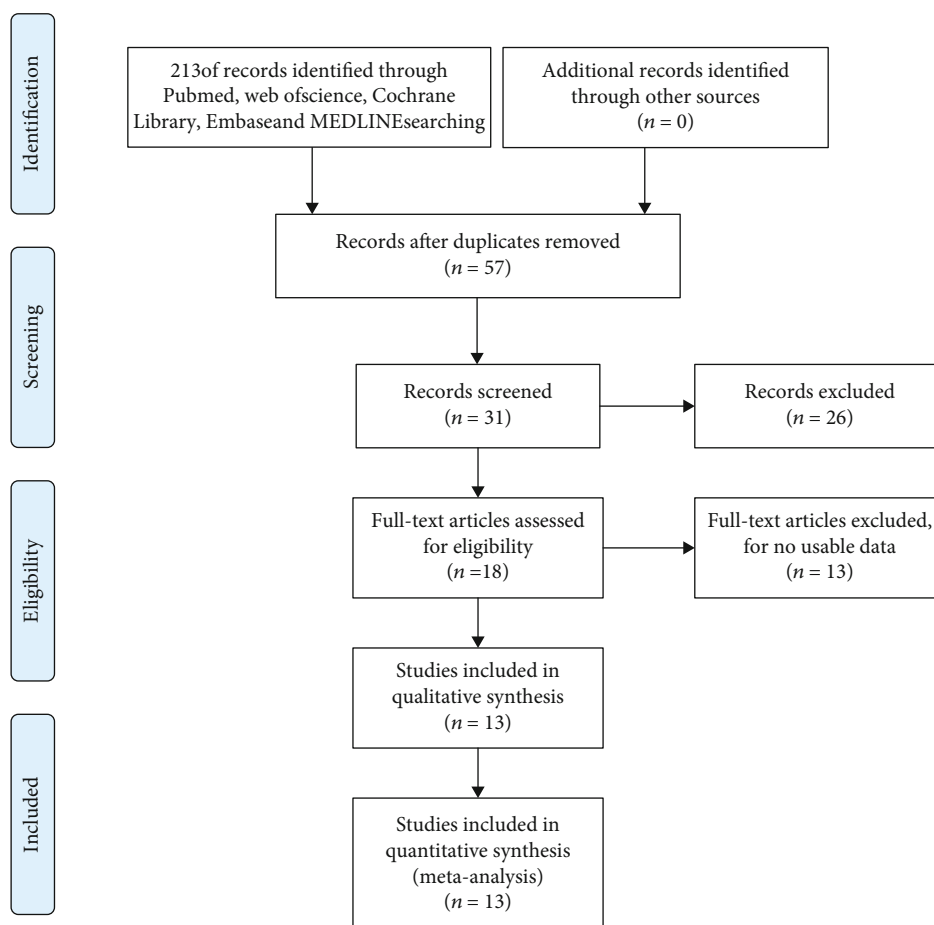 Identification
213of records identified through
Pubmed, web ofscience, Cochrane
Library, Embaseand MEDLINEsearching
Additional records identified
through other sources
(n = 0)
Records after duplicates removed
(n = 57)
Screening
Records screened
(n = 31)
Records excluded
(n = 26)
Eligibility
Full-text articles assessed
for eligibility
(n =18)
Full-text articles excluded,
for no usable data
(n = 13)
Studies included in
qualitative synthesis
(n = 13)
Included
Studies included in
quantitative synthesis
(meta-analysis)
(n = 13)